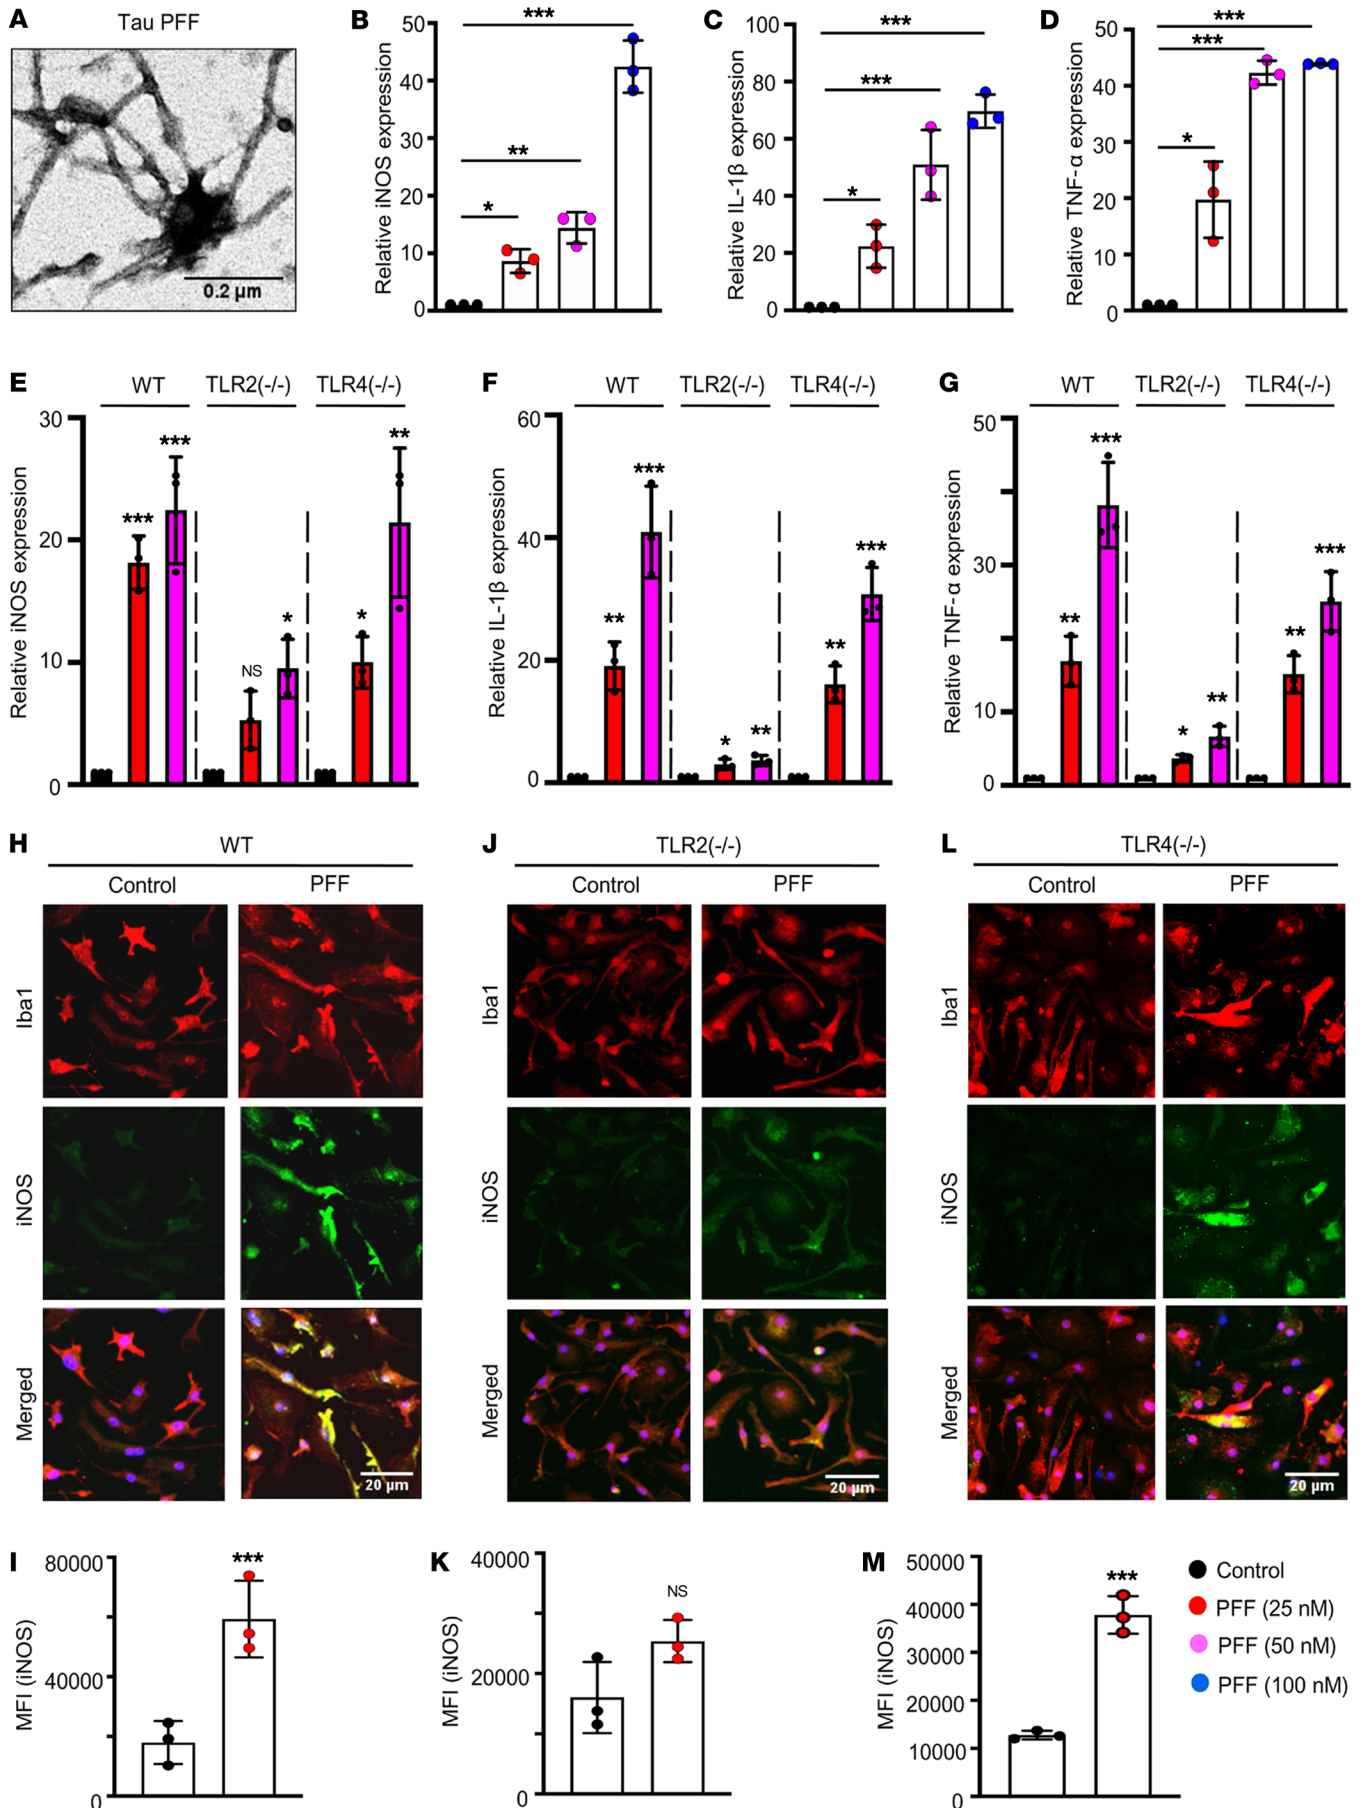 A
Tau PFF
0.2 µm
B
Relative iNOS expression
50
40
30
20
10
0
*
**
***
C
Relative IL-1β expression
100
80
60
40
20
0
*
***
***
D
Relative TNF-α expression
50
40
30
20
10
0
*
***
***
E
WT TLR2(-/-) TLR4(-/-)
Relative iNOS expression
30
20
10
0
*** *** NS * * **
F
WT TLR2(-/-) TLR4(-/-)
Relative IL-1β expression
60
40
20
0
** *** * ** ** ***
G
WT TLR2(-/-) TLR4(-/-)
Relative TNF-α expression
50
30
10
0
** *** * ** ** ***
H
WT
Control PFF
Iba1
iNOS
Merged
20 µm
J
TLR2(-/-)
Control PFF
Iba1
iNOS
Merged
20 µm
L
TLR4(-/-)
Control PFF
Iba1
iNOS
Merged
20 µm
I
MFI (iNOS)
80000
40000
0
***
K
MFI (iNOS)
40000
20000
0
NS
M
MFI (iNOS)
50000
40000
30000
20000
10000
0
***
Control
PFF (25 nM)
PFF (50 nM)
PFF (100 nM)